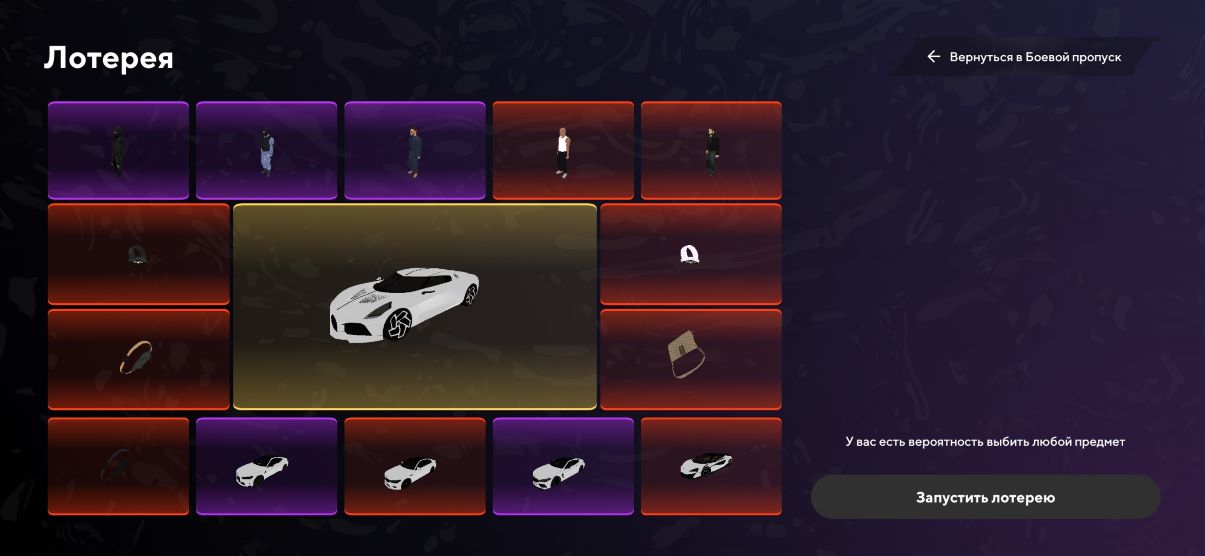 Лотерея
Вернуться в Боевой пропуск
У вас есть вероятность выбить любой предмет
Запустить лотерею